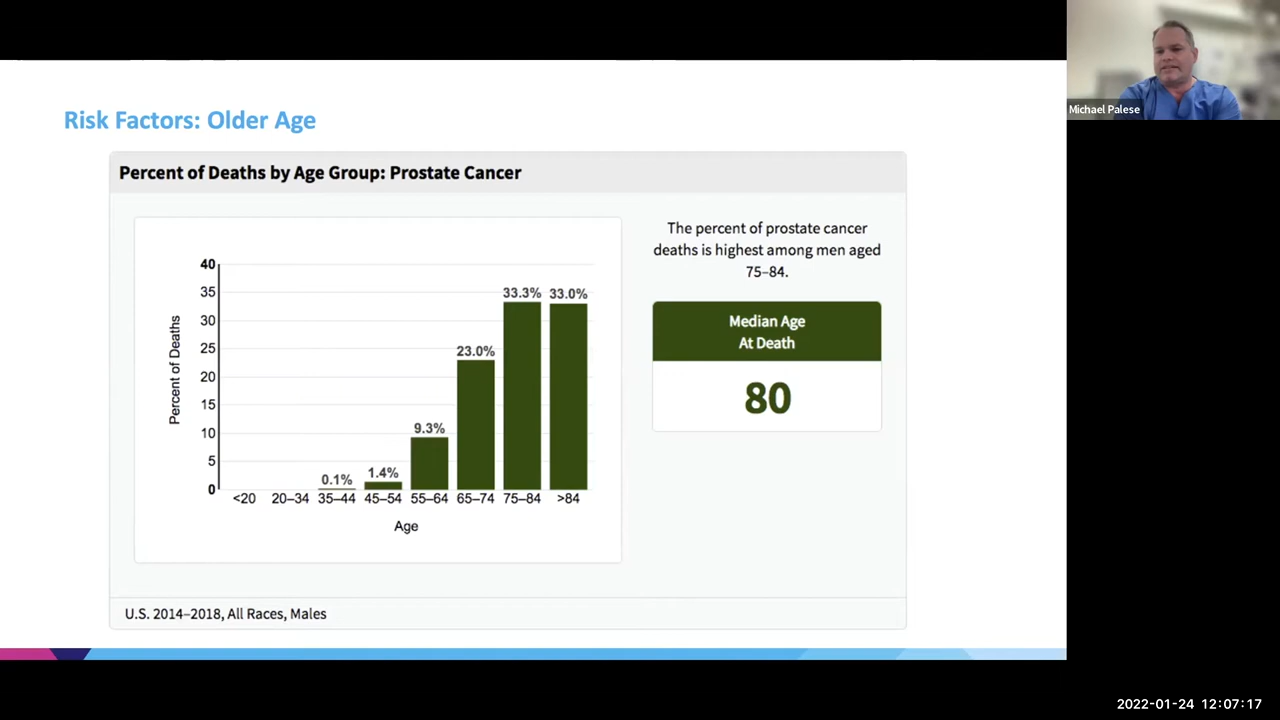 Michael Palese
Risk Factors: Older Age
Percent of Deaths by Age Group: Prostate Cancer
The percent of prostate cancer
deaths is highest among men aged
75–84.
Median Age
At Death
80
Percent of Deaths
40
35
30
25
20
15
10
5
0
0.1%
1.4%
9.3%
23.0%
33.3%
33.0%
<20 20–34 35–44 45–54 55–64 65–74 75–84 >84
Age
U.S. 2014–2018, All Races, Males
2022-01-24 12:07:17